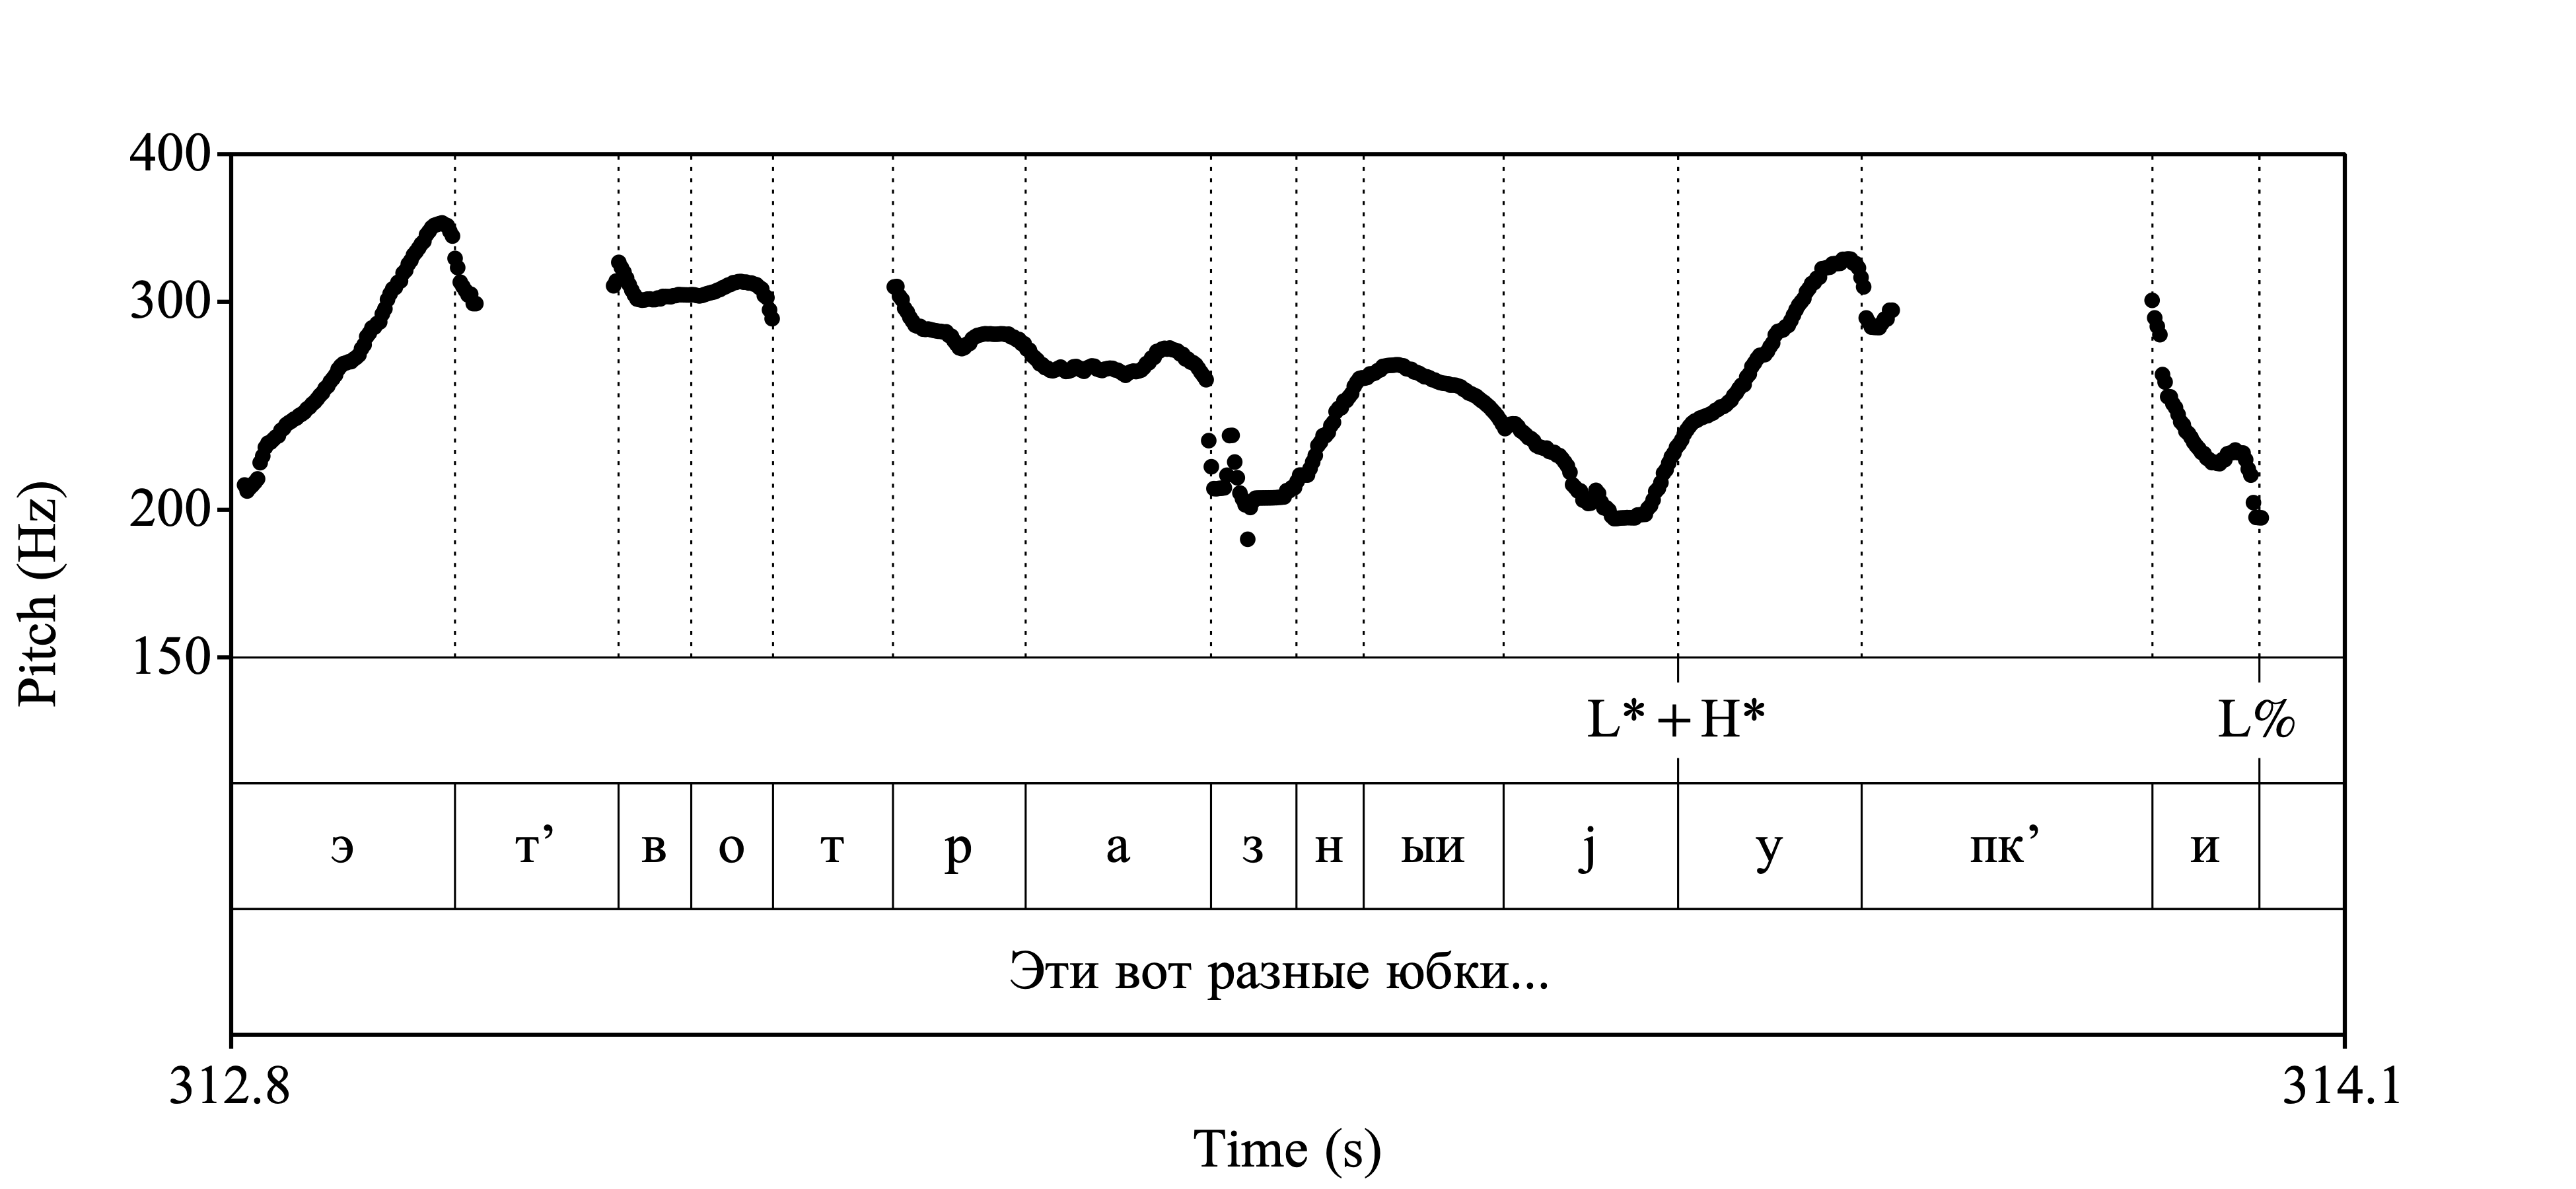 400
300
200
150
Pitch (Hz)
L*+H* L%
э т’ в о т р а з н ыи j у пк’ и
Эти вот разные юбки...
312.8 314.1
Time (s)